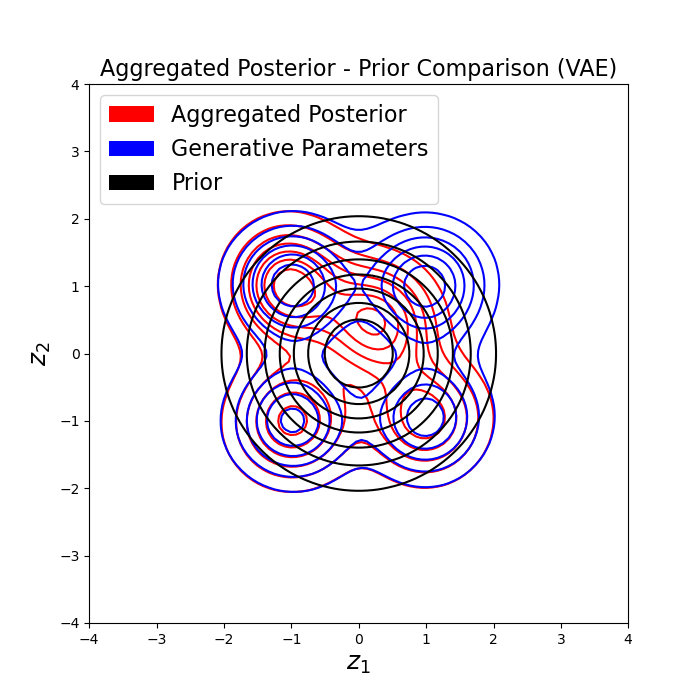 Aggregated Posterior - Prior Comparison (VAE)
Aggregated Posterior
Generative Parameters
Prior
4
3
2
1
0
−1
−2
−3
−4
z2
−4 −3 −2 −1 0 1 2 3 4
z1